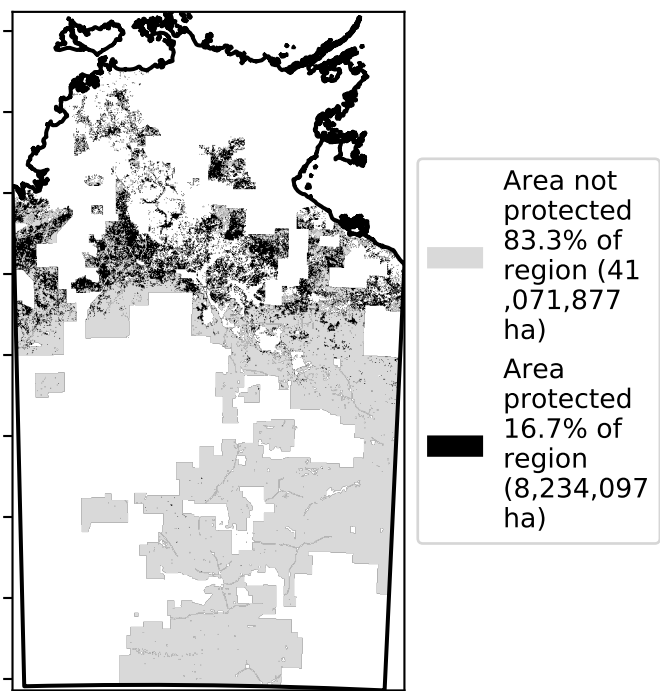 Area not
protected
83.3% of
region (41
,071,877
ha)
Area
protected
16.7% of
region
(8,234,097
ha)